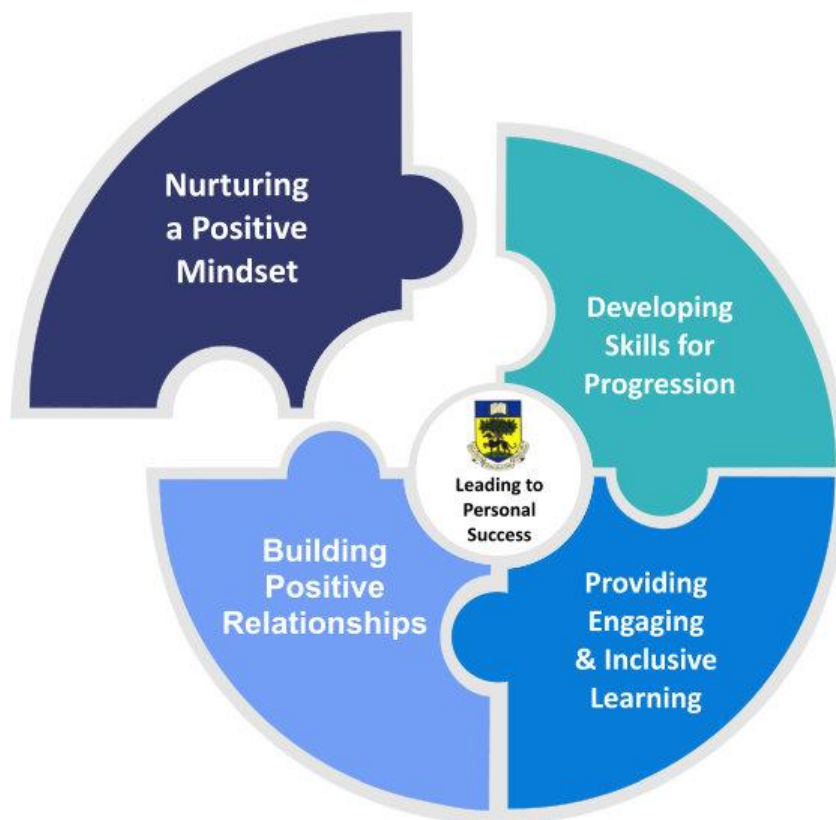 Nurturing
a Positive
Mindset
Developing
Skills for
Progression
Leading to
Personal
Success
Building
Positive
Relationships
Providing
Engaging
& Inclusive
Learning